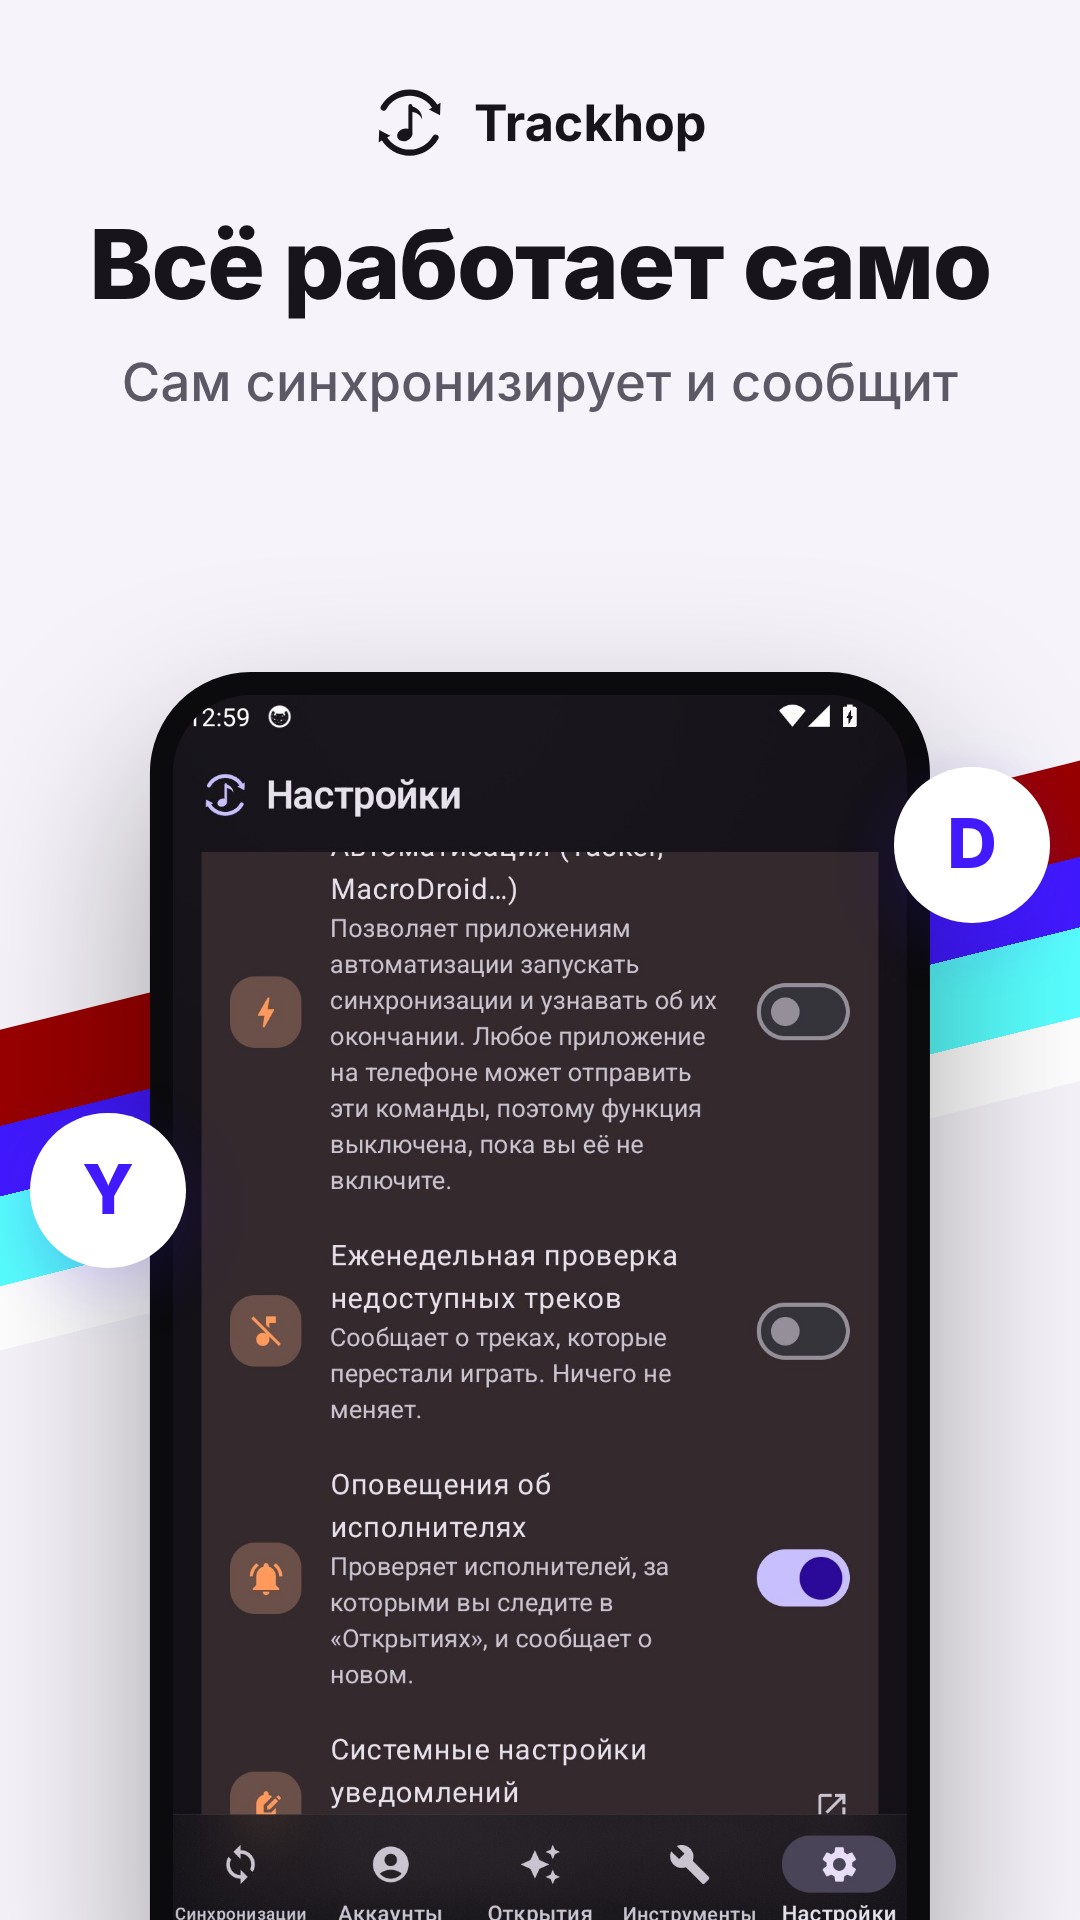 Trackhop
Всё работает само
Сам синхронизирует и сообщит
12:59
Настройки
Автоматизация (Tasker,
MacroDroid…)
Позволяет приложениям
автоматизации запускать
синхронизации и узнавать об их
окончании. Любое приложение
на телефоне может отправить
эти команды, поэтому функция
выключена, пока вы её не
включите.
D
Y
Еженедельная проверка
недоступных треков
Сообщает о треках, которые
перестали играть. Ничего не
меняет.
Оповещения об
исполнителях
Проверяет исполнителей, за
которыми вы следите в
«Открытиях», и сообщает о
новом.
Системные настройки
уведомлений
Синхронизации Аккаунты Открытия Инструменты Настройки